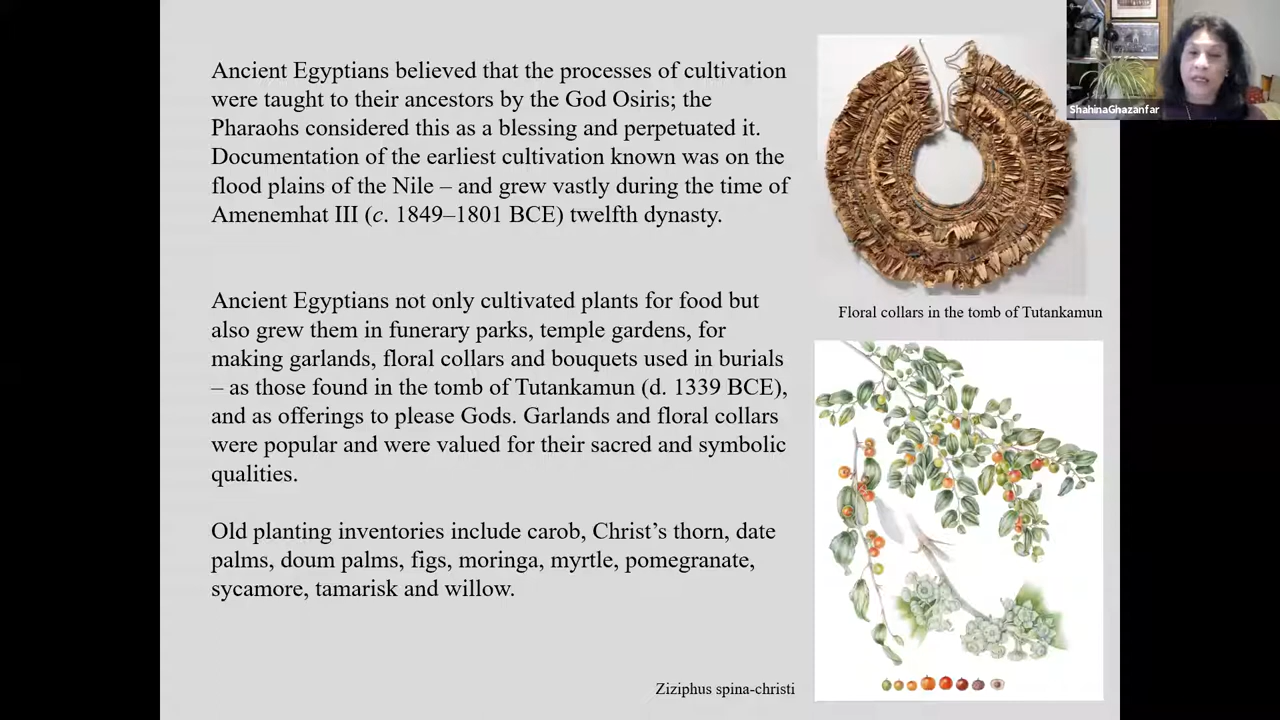 Ancient Egyptians believed that the processes of cultivation
were taught to their ancestors by the God Osiris; the
Pharaohs considered this as a blessing and perpetuated it.
Documentation of the earliest cultivation known was on the
flood plains of the Nile – and grew vastly during the time of
Amenemhat III (c. 1849–1801 BCE) twelfth dynasty.
Ancient Egyptians not only cultivated plants for food but
also grew them in funerary parks, temple gardens, for
making garlands, floral collars and bouquets used in burials
– as those found in the tomb of Tutankamun (d. 1339 BCE),
and as offerings to please Gods. Garlands and floral collars
were popular and were valued for their sacred and symbolic
qualities.
Old planting inventories include carob, Christ’s thorn, date
palms, doum palms, figs, moringa, myrtle, pomegranate,
sycamore, tamarisk and willow.
Ziziphus spina-christi
Floral collars in the tomb of Tutankamun
ShahinaGhazanfar